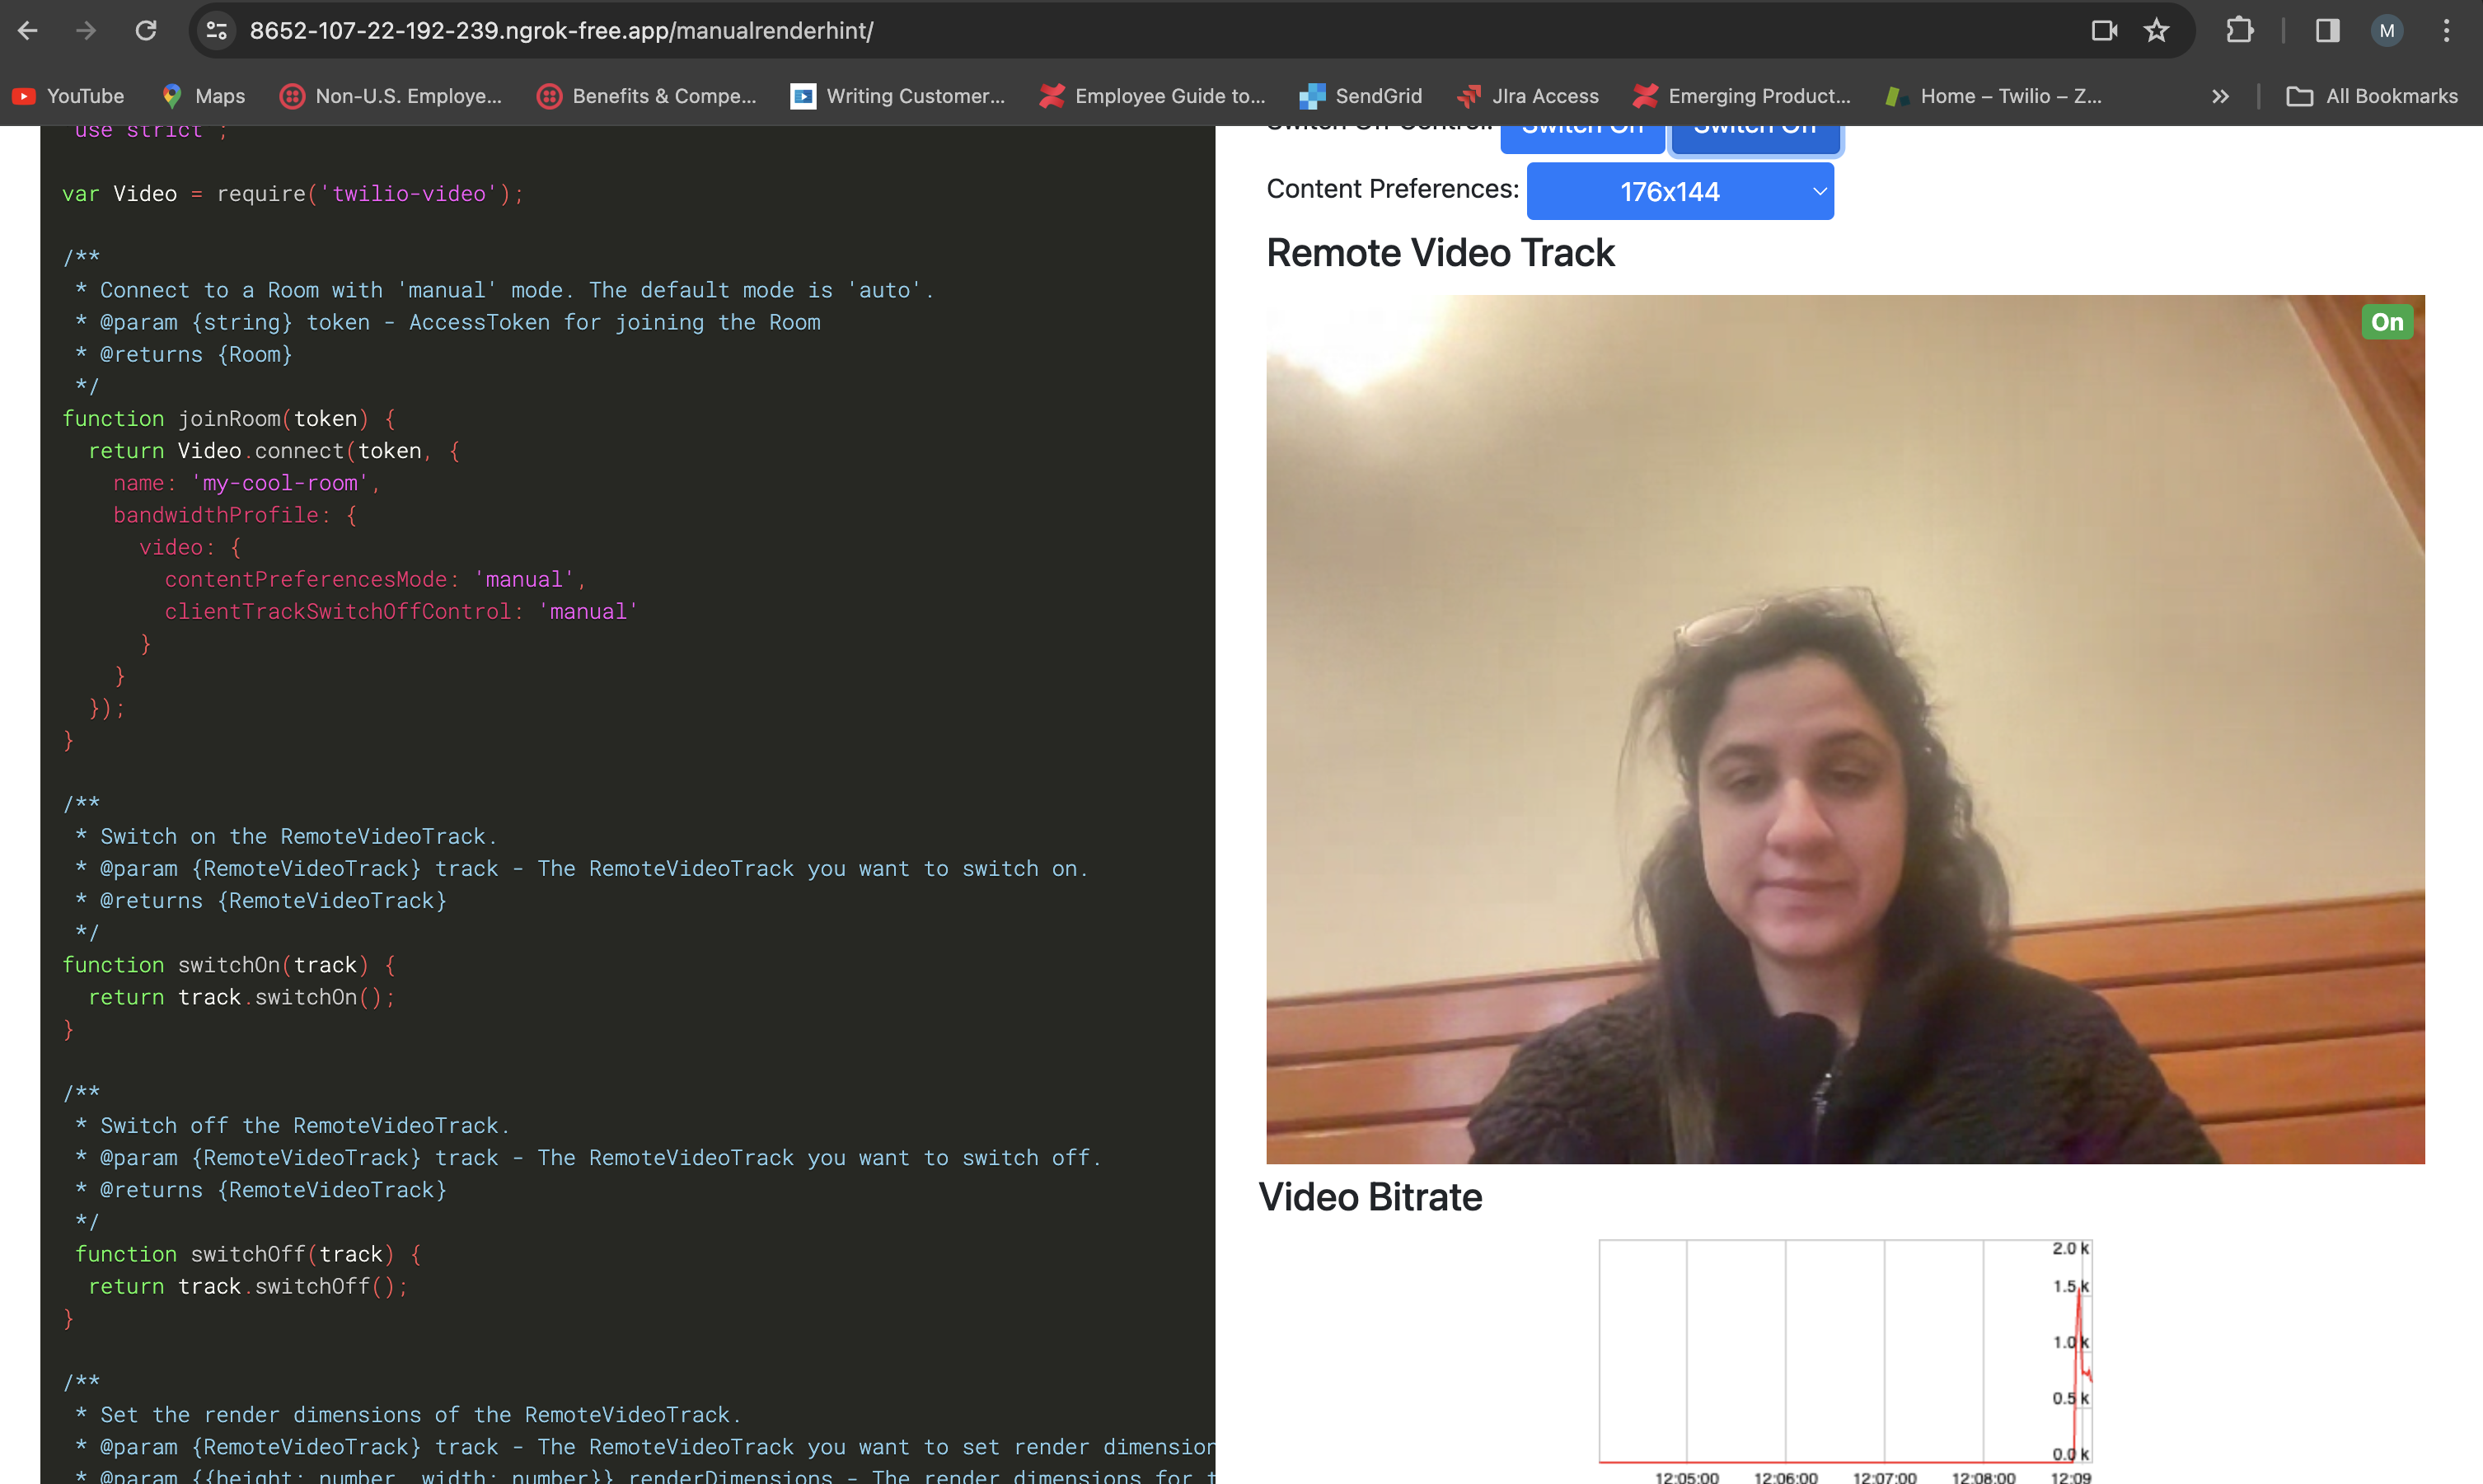 8652-107-22-192-239.ngrok-free.app/manualrenderhint/
M
YouTube Maps Non-U.S. Employe... Benefits & Compe... Writing Customer... Employee Guide to... SendGrid JIra Access Emerging Product... Home – Twilio – Z... All Bookmarks
'use strict';
var Video = require('twilio-video');
/**
* Connect to a Room with 'manual' mode. The default mode is 'auto'.
* @param {string} token - AccessToken for joining the Room
* @returns {Room}
*/
function joinRoom(token) {
return Video.connect(token, {
name: 'my-cool-room',
bandwidthProfile: {
video: {
contentPreferencesMode: 'manual',
clientTrackSwitchOffControl: 'manual'
}
}
});
}
/**
* Switch on the RemoteVideoTrack.
* @param {RemoteVideoTrack} track - The RemoteVideoTrack you want to switch on.
* @returns {RemoteVideoTrack}
*/
function switchOn(track) {
return track.switchOn();
}
/**
* Switch off the RemoteVideoTrack.
* @param {RemoteVideoTrack} track - The RemoteVideoTrack you want to switch off.
* @returns {RemoteVideoTrack}
*/
function switchOff(track) {
return track.switchOff();
}
/**
* Set the render dimensions of the RemoteVideoTrack.
* @param {RemoteVideoTrack} track - The RemoteVideoTrack you want to set render dimension
* @param {{height: number, width: number}} renderDimensions - The render dimensions for t
Content Preferences: 176x144
Remote Video Track
On
Video Bitrate
2.0 k
1.5 k
1.0 k
0.5 k
0.0 k
12:05:00 12:06:00 12:07:00 12:08:00 12:09